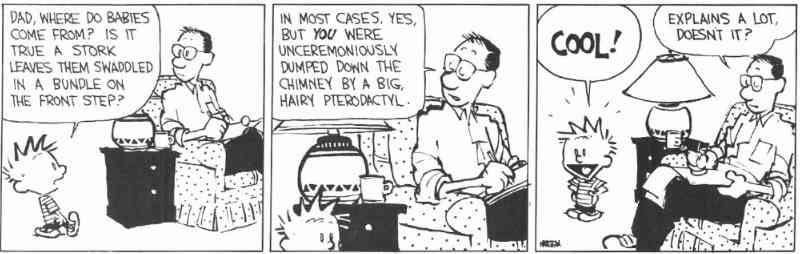 DAD, WHERE DO BABIES
COME FROM? IS IT
TRUE A STORK
LEAVES THEM SWADDLED
IN A BUNDLE ON
THE FRONT STEP?
IN MOST CASES, YES,
BUT YOU WERE
UNCEREMONIOUSLY
DUMPED DOWN THE
CHIMNEY BY A BIG,
HAIRY PTERODACTYL.
COOL!
EXPLAINS A LOT,
DOESN'T IT?